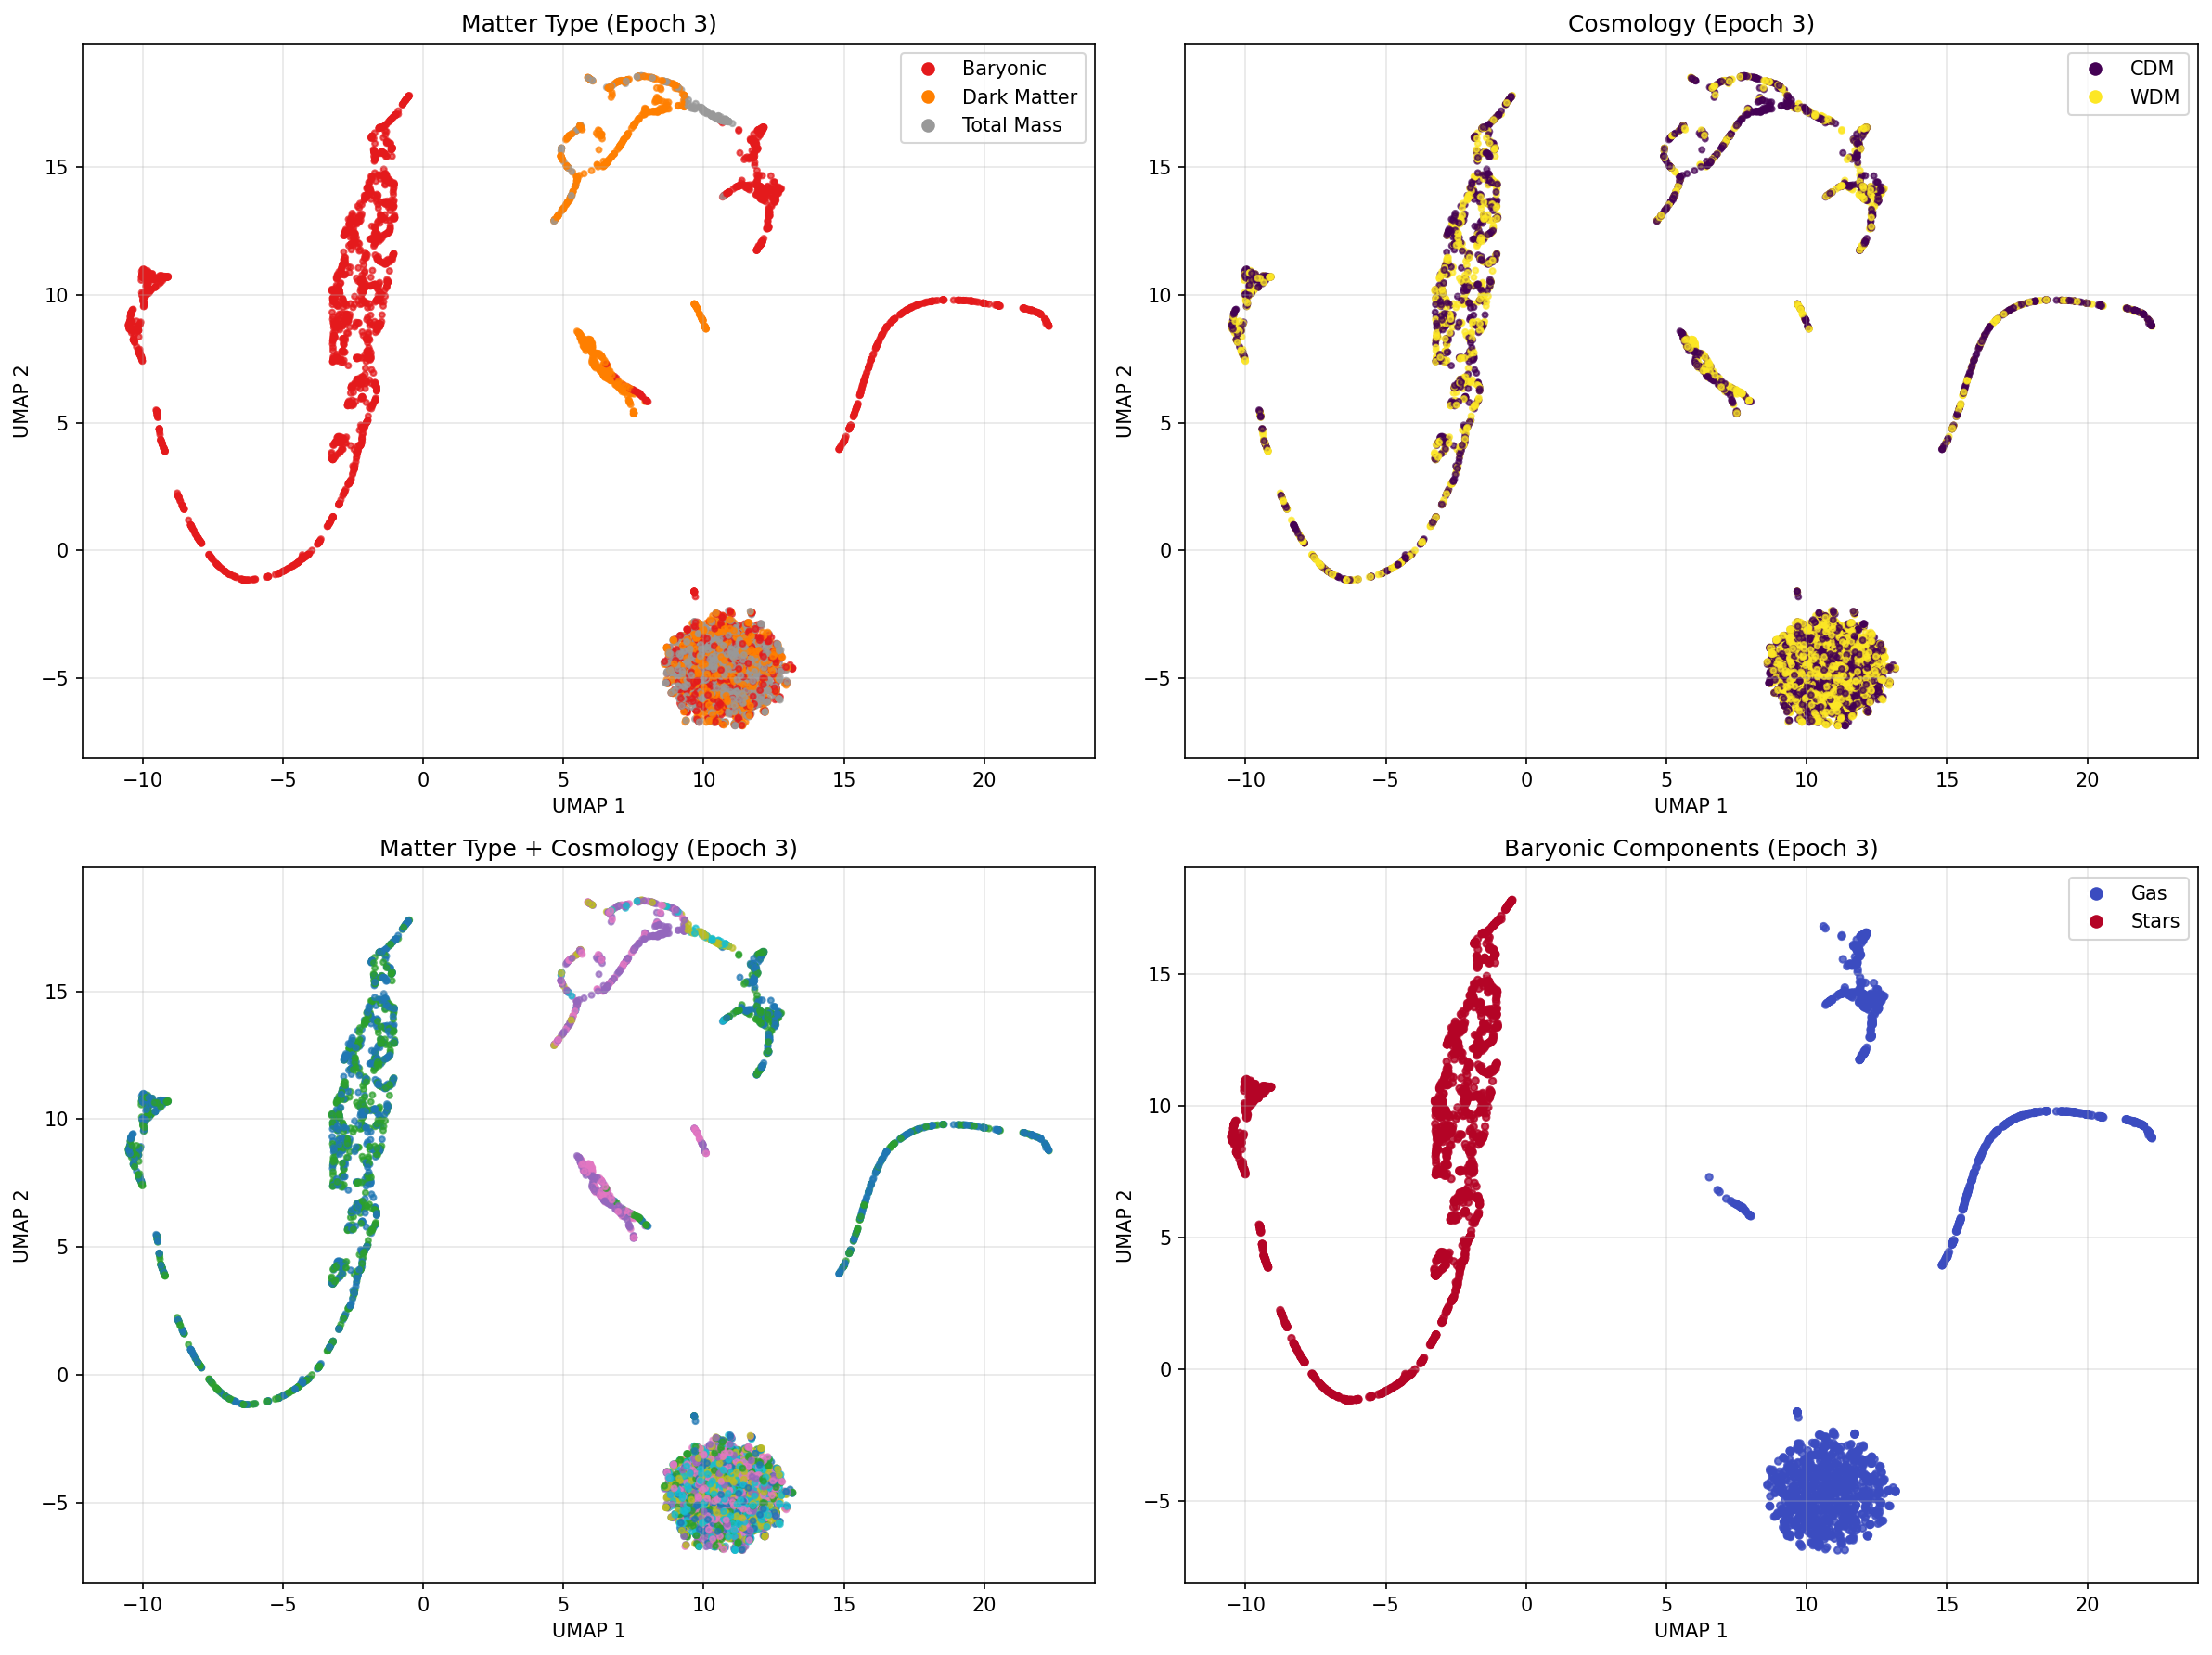 Matter Type (Epoch 3)
Baryonic
Dark Matter
Total Mass
15
10
5
0
−5
UMAP 2
−10
−5
0
5
10
15
20
UMAP 1
Cosmology (Epoch 3)
CDM
WDM
15
10
5
0
−5
UMAP 2
−10
−5
0
5
10
15
20
UMAP 1
Matter Type + Cosmology (Epoch 3)
15
10
5
0
−5
UMAP 2
−10
−5
0
5
10
15
20
UMAP 1
Baryonic Components (Epoch 3)
Gas
Stars
15
10
5
0
−5
UMAP 2
−10
−5
0
5
10
15
20
UMAP 1